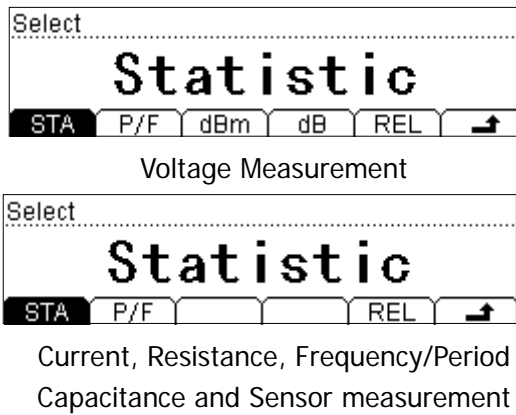 Select
Statistic
STA P/F dBm dB REL
Voltage Measurement
Select
Statistic
STA P/F REL
Current, Resistance, Frequency/Period
Capacitance and Sensor measurement